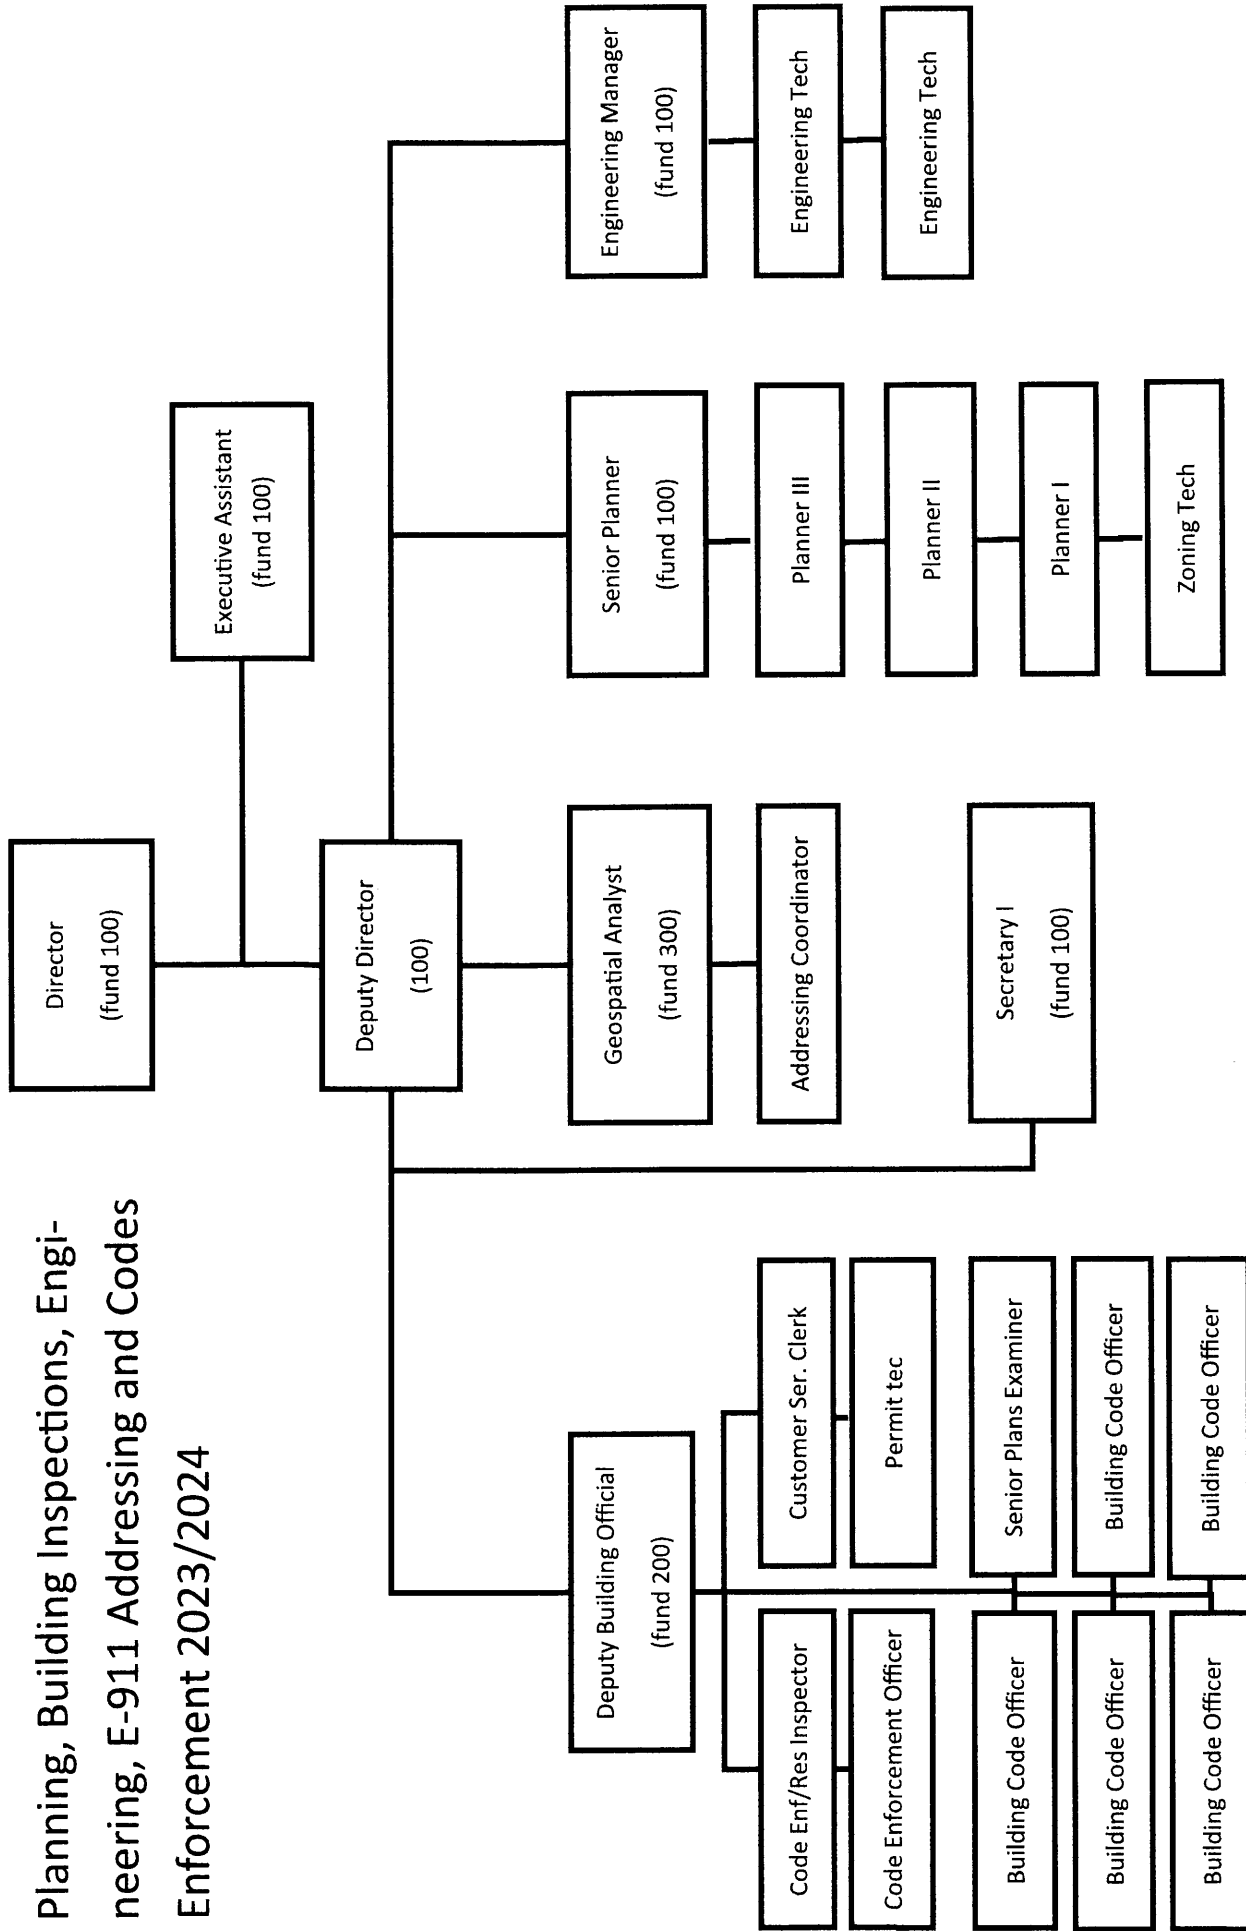 Planning, Building Inspections, Engi-
neering, E-911 Addressing and Codes
Enforcement 2023/2024
Director
(fund 100)
Executive Assistant
(fund 100)
Deputy Director
(100)
Deputy Building Official
(fund 200)
Geospatial Analyst
(fund 300)
Senior Planner
(fund 100)
Engineering Manager
(fund 100)
Code Enf/Res Inspector
Customer Ser. Clerk
Addressing Coordinator
Planner III
Engineering Tech
Code Enforcement Officer
Permit tec
Planner II
Engineering Tech
Building Code Officer
Senior Plans Examiner
Secretary I
(fund 100)
Planner I
Building Code Officer
Building Code Officer
Zoning Tech
Building Code Officer
Building Code Officer